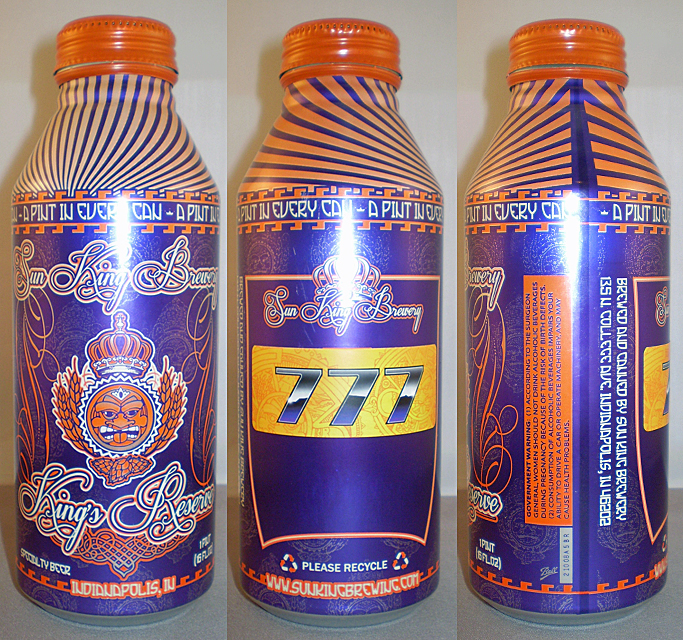 A PINT IN EVERY CAN - A PINT IN
Sun King Brewery
King's Reserve
SPECIALTY BEER
1 PINT
(16 FL.OZ)
INDIANAPOLIS, IN
A PINT IN EVERY CAN - A PINT IN EVER
Sun King Brewery
777
PLEASE RECYCLE
WWW.SUNKINGBREWING.COM
IN EVERY CAN - A PINT IN EVE
Brewery
GOVERNMENT WARNING: (1) ACCORDING TO THE SURGEON
GENERAL, WOMEN SHOULD NOT DRINK ALCOHOLIC BEVERAGES
DURING PREGNANCY BECAUSE OF THE RISK OF BIRTH DEFECTS.
(2) CONSUMPTION OF ALCOHOLIC BEVERAGES IMPAIRS YOUR
ABILITY TO DRIVE A CAR OR OPERATE MACHINERY, AND MAY
CAUSE HEALTH PROBLEMS.
BREWED AND CANNED BY SUN KING BREWERY
135 N. COLLEGE AVE. INDIANAPOLIS, IN 46202
1 PINT
(16 FL.OZ)
Ball